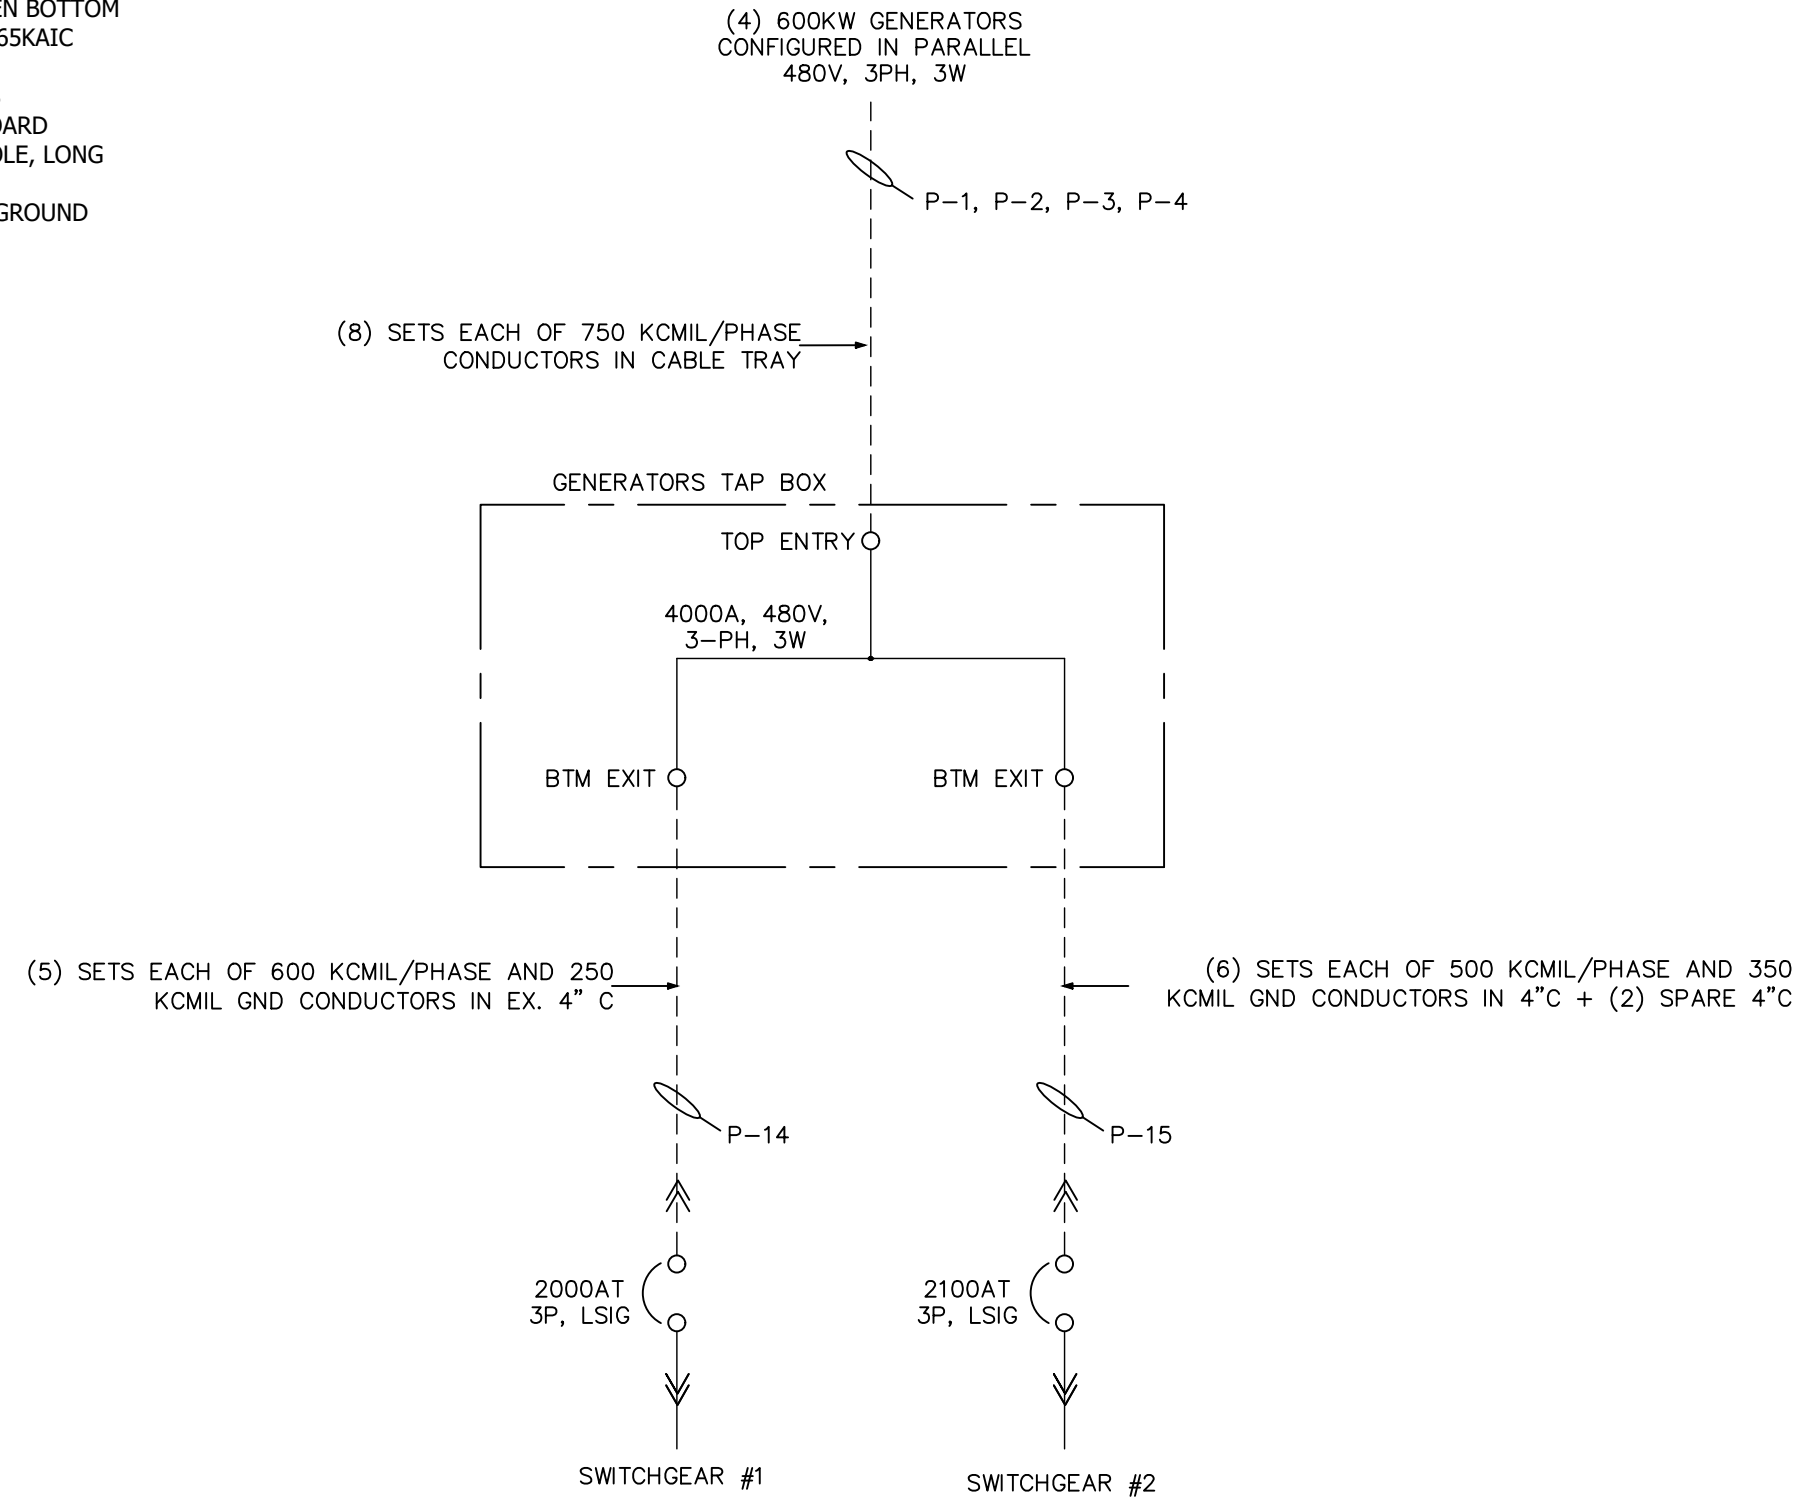 EN BOTTOM
65KAIC
OARD
OLE, LONG
GROUND
(4) 600KW GENERATORS
CONFIGURED IN PARALLEL
480V, 3PH, 3W
P-1, P-2, P-3, P-4
(8) SETS EACH OF 750 KCMIL/PHASE
CONDUCTORS IN CABLE TRAY
GENERATORS TAP BOX
TOP ENTRY
4000A, 480V,
3-PH, 3W
BTM EXIT
BTM EXIT
(5) SETS EACH OF 600 KCMIL/PHASE AND 250
KCMIL GND CONDUCTORS IN EX. 4" C
(6) SETS EACH OF 500 KCMIL/PHASE AND 350
KCMIL GND CONDUCTORS IN 4"C + (2) SPARE 4"C
P-14
P-15
2000AT
3P, LSIG
2100AT
3P, LSIG
SWITCHGEAR #1
SWITCHGEAR #2